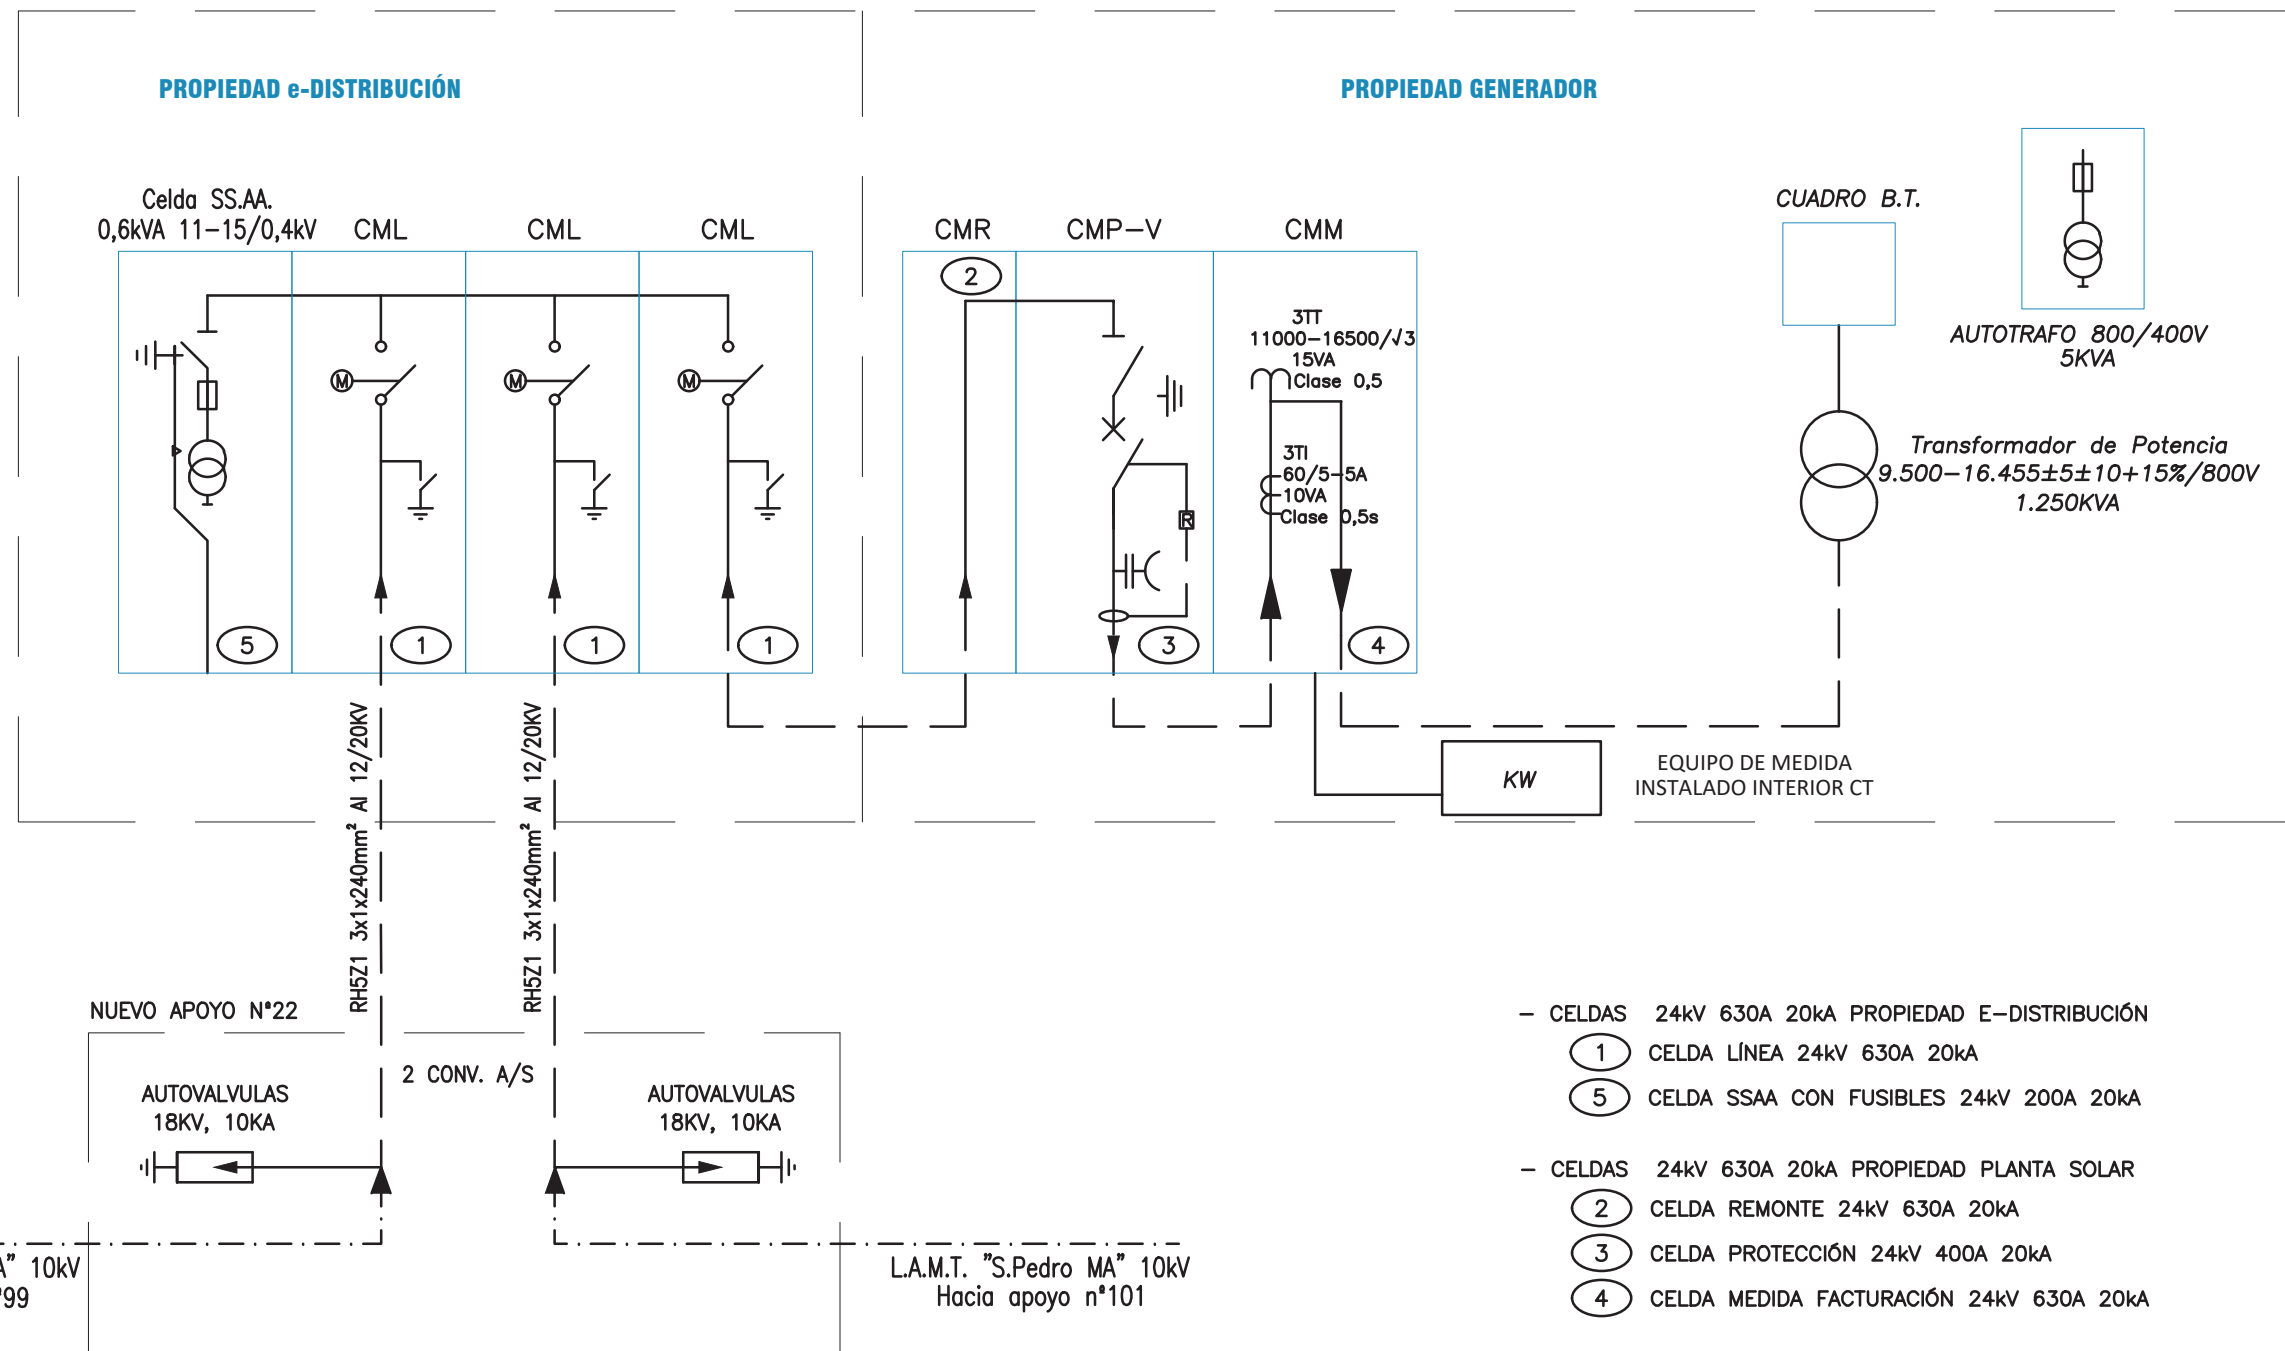 PROPIEDAD e-DISTRIBUCIÓN
PROPIEDAD GENERADOR
Celda SS.AA.
0,6kVA 11-15/0,4kV
CML
CML
CML
CMR
CMP-V
CMM
CUADRO B.T.
2
M
M
M
3TT
11000-16500/√3
15VA
Clase 0,5
AUTOTRAFO 800/400V
5KVA
3TI
60/5-5A
10VA
Clase 0,5s
R
Transformador de Potencia
9.500-16.455±5±10+15%/800V
1.250KVA
5
1
1
1
3
4
KW
EQUIPO DE MEDIDA
INSTALADO INTERIOR CT
RH5Z1 3x1x240mm² Al 12/20KV
RH5Z1 3x1x240mm² Al 12/20KV
NUEVO APOYO Nº22
2 CONV. A/S
AUTOVALVULAS
18KV, 10KA
AUTOVALVULAS
18KV, 10KA
A" 10kV
º99
L.A.M.T. "S.Pedro MA" 10kV
Hacia apoyo nº101
- CELDAS 24kV 630A 20kA PROPIEDAD E-DISTRIBUCIÓN
1 CELDA LÍNEA 24kV 630A 20kA
5 CELDA SSAA CON FUSIBLES 24kV 200A 20kA
- CELDAS 24kV 630A 20kA PROPIEDAD PLANTA SOLAR
2 CELDA REMONTE 24kV 630A 20kA
3 CELDA PROTECCIÓN 24kV 400A 20kA
4 CELDA MEDIDA FACTURACIÓN 24kV 630A 20kA